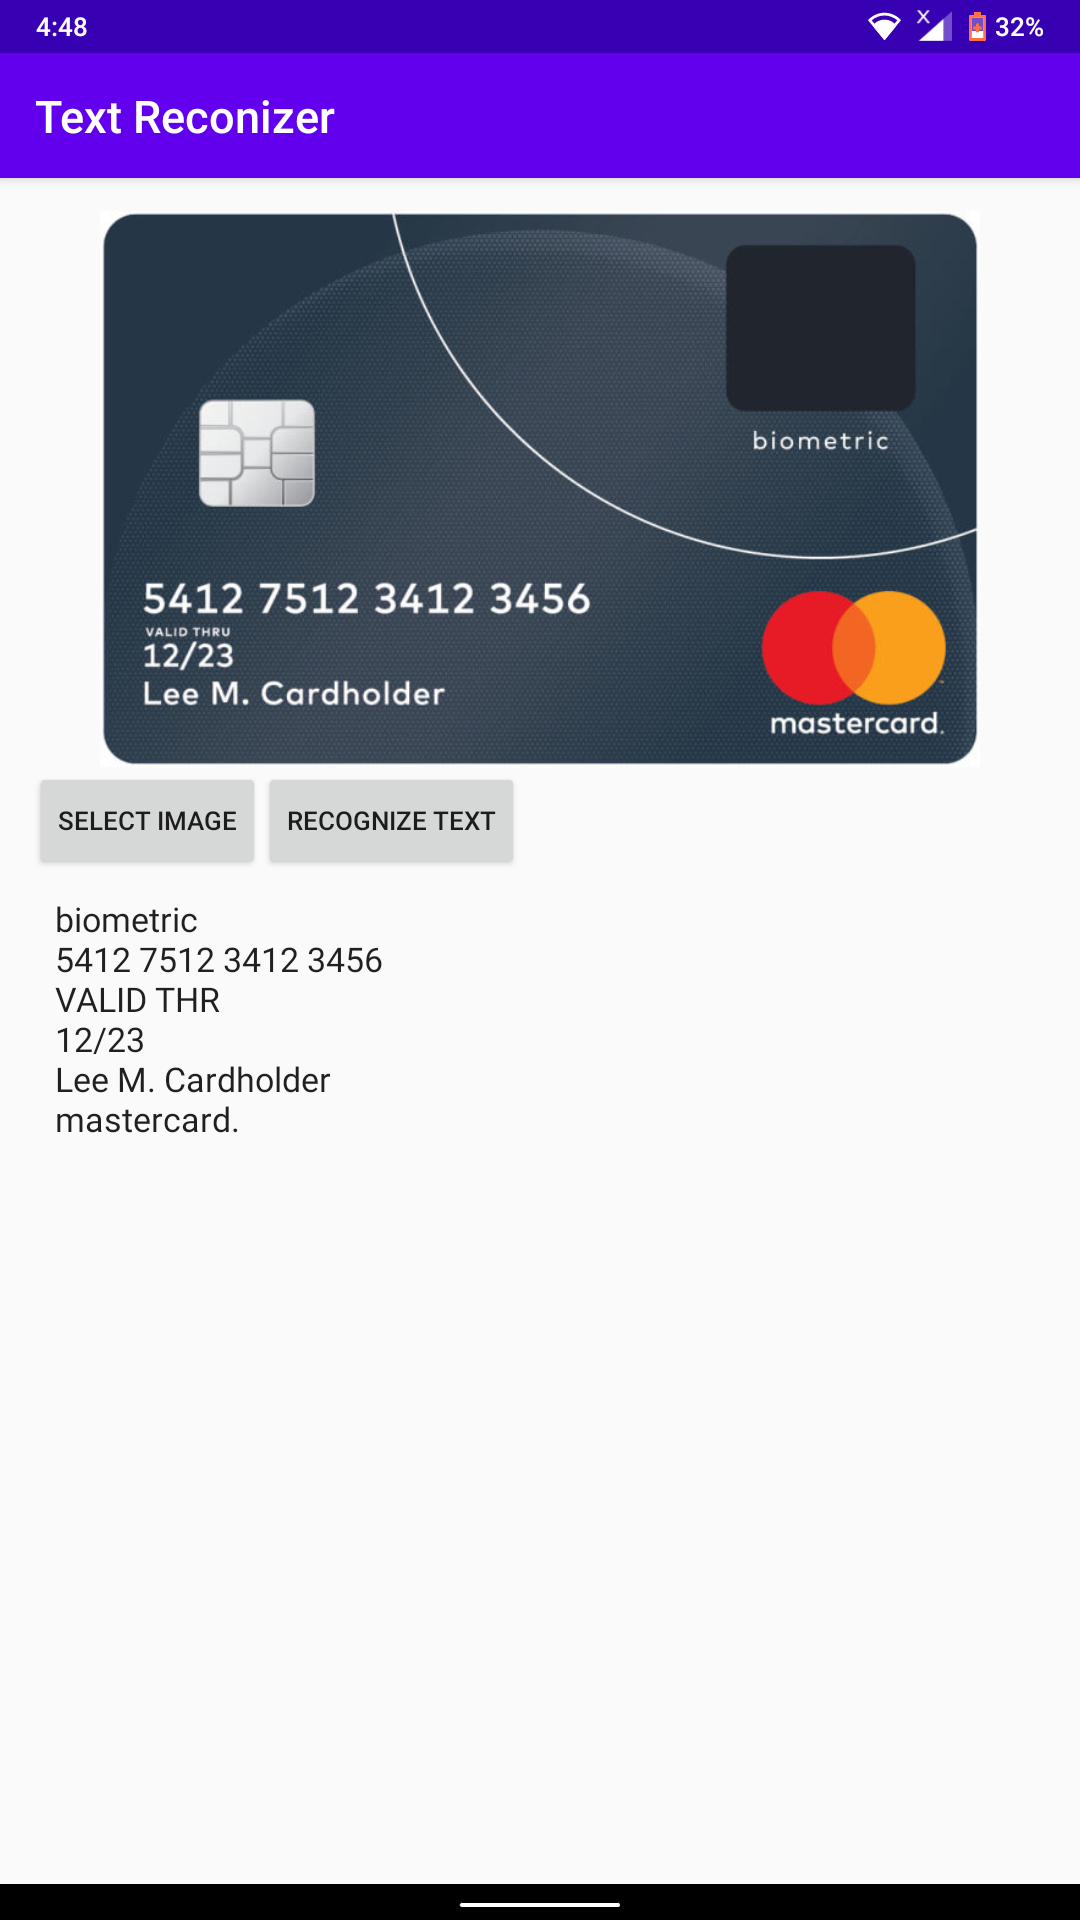 4:48
X
32%
Text Reconizer
biometric
5412 7512 3412 3456
VALID THRU
12/23
Lee M. Cardholder
mastercard.
SELECT IMAGE
RECOGNIZE TEXT
biometric
5412 7512 3412 3456
VALID THR
12/23
Lee M. Cardholder
mastercard.